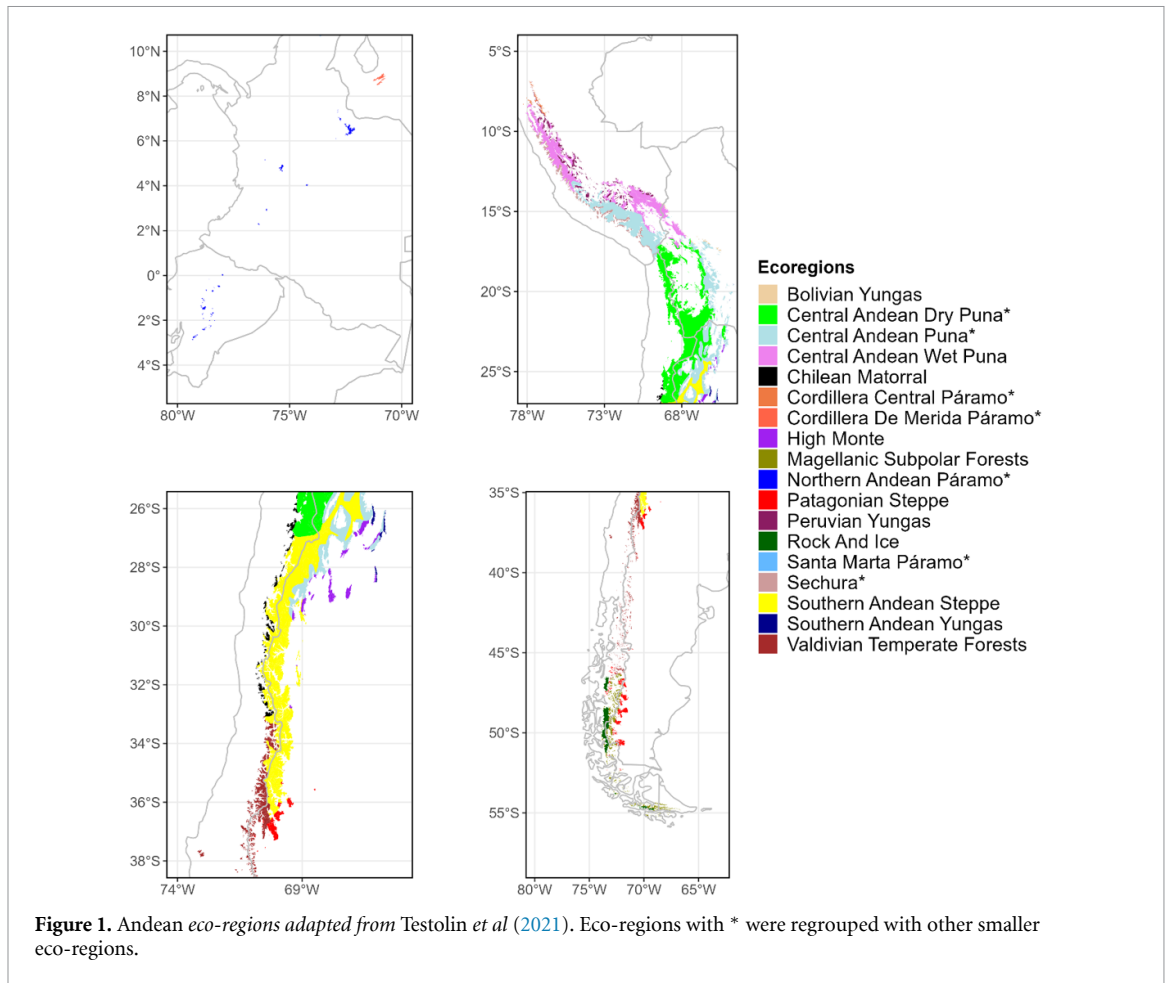 10°N
8°N
6°N
4°N
2°N
0°
2°S
4°S
80°W 75°W 70°W
5°S
10°S
15°S
20°S
25°S
78°W 73°W 68°W
26°S
28°S
30°S
32°S
34°S
36°S
38°S
74°W 69°W
35°S
40°S
45°S
50°S
55°S
80°W 75°W 70°W 65°W
Ecoregions
Bolivian Yungas
Central Andean Dry Puna*
Central Andean Puna*
Central Andean Wet Puna
Chilean Matorral
Cordillera Central Páramo*
Cordillera De Merida Páramo*
High Monte
Magellanic Subpolar Forests
Northern Andean Páramo*
Patagonian Steppe
Peruvian Yungas
Rock And Ice
Santa Marta Páramo*
Sechura*
Southern Andean Steppe
Southern Andean Yungas
Valdivian Temperate Forests
Figure 1. Andean eco-regions adapted from Testolin et al (2021). Eco-regions with * were regrouped with other smaller
eco-regions.